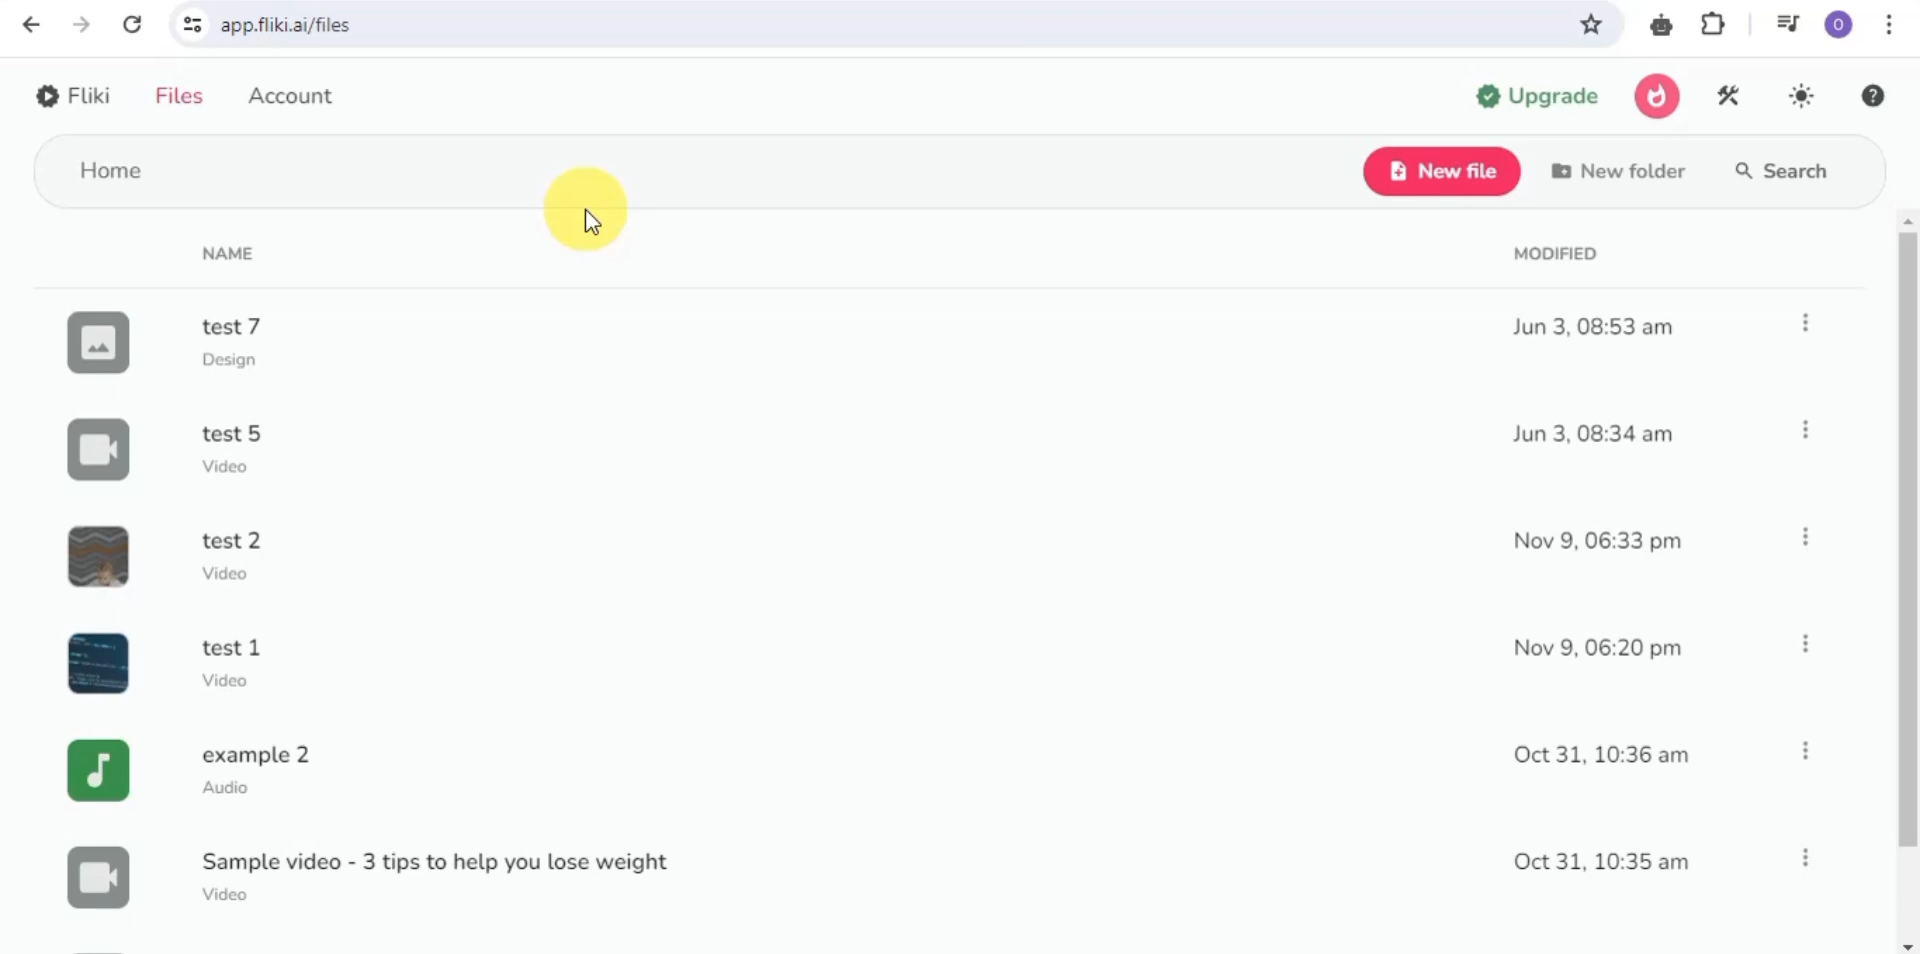 app.fliki.ai/files
O
Fliki Files Account Upgrade
Home New file New folder Search
NAME MODIFIED
test 7 Jun 3, 08:53 am
Design
test 5 Jun 3, 08:34 am
Video
test 2 Nov 9, 06:33 pm
Video
test 1 Nov 9, 06:20 pm
Video
example 2 Oct 31, 10:36 am
Audio
Sample video - 3 tips to help you lose weight Oct 31, 10:35 am
Video